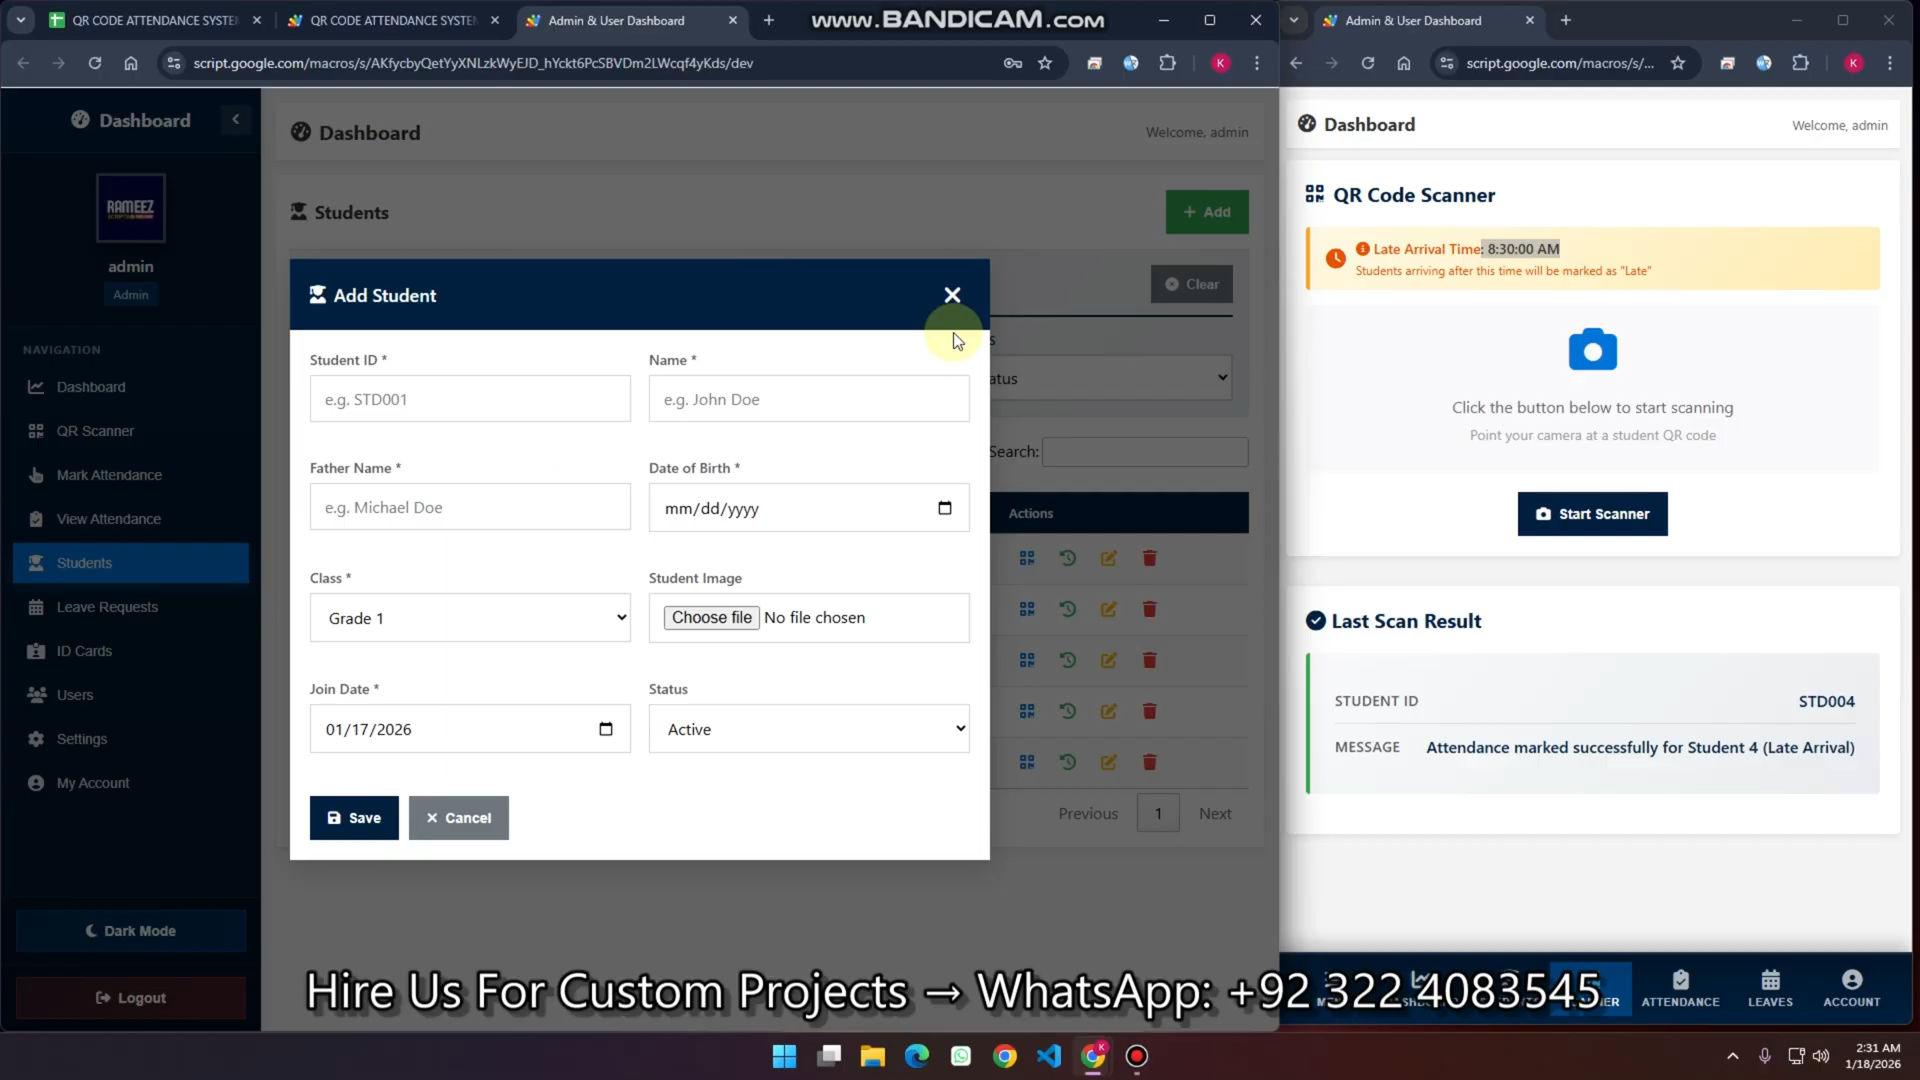 QR CODE ATTENDANCE SYSTE
QR CODE ATTENDANCE SYSTE
Admin & User Dashboard
www.BANDICAM.com
Admin & User Dashboard
script.google.com/macros/s/AKfycbyQetYyXNLzkWyEJD_hYckt6PcSBVDm2LWcqf4yKds/dev
K
script.google.com/macros/s/...
K
Dashboard
RAMEEZ
SCRIPTS
admin
Admin
NAVIGATION
Dashboard
QR Scanner
Mark Attendance
View Attendance
Students
Leave Requests
ID Cards
Users
Settings
My Account
Dark Mode
Logout
Dashboard
Welcome, admin
Students
+ Add
Clear
Add Student
Student ID *
e.g. STD001
Name *
e.g. John Doe
Father Name *
e.g. Michael Doe
Date of Birth *
mm/dd/yyyy
Class *
Grade 1
Student Image
Choose file No file chosen
Join Date *
01/17/2026
Status
Active
Save
Cancel
s
atus
Search:
Actions
Previous
1
Next
Dashboard
Welcome, admin
QR Code Scanner
Late Arrival Time: 8:30:00 AM
Students arriving after this time will be marked as "Late"
Click the button below to start scanning
Point your camera at a student QR code
Start Scanner
Last Scan Result
STUDENT ID
STD004
MESSAGE
Attendance marked successfully for Student 4 (Late Arrival)
ATTENDANCE
LEAVES
ACCOUNT
Hire Us For Custom Projects → WhatsApp: +92 322 4083545
K
2:31 AM
1/18/2026